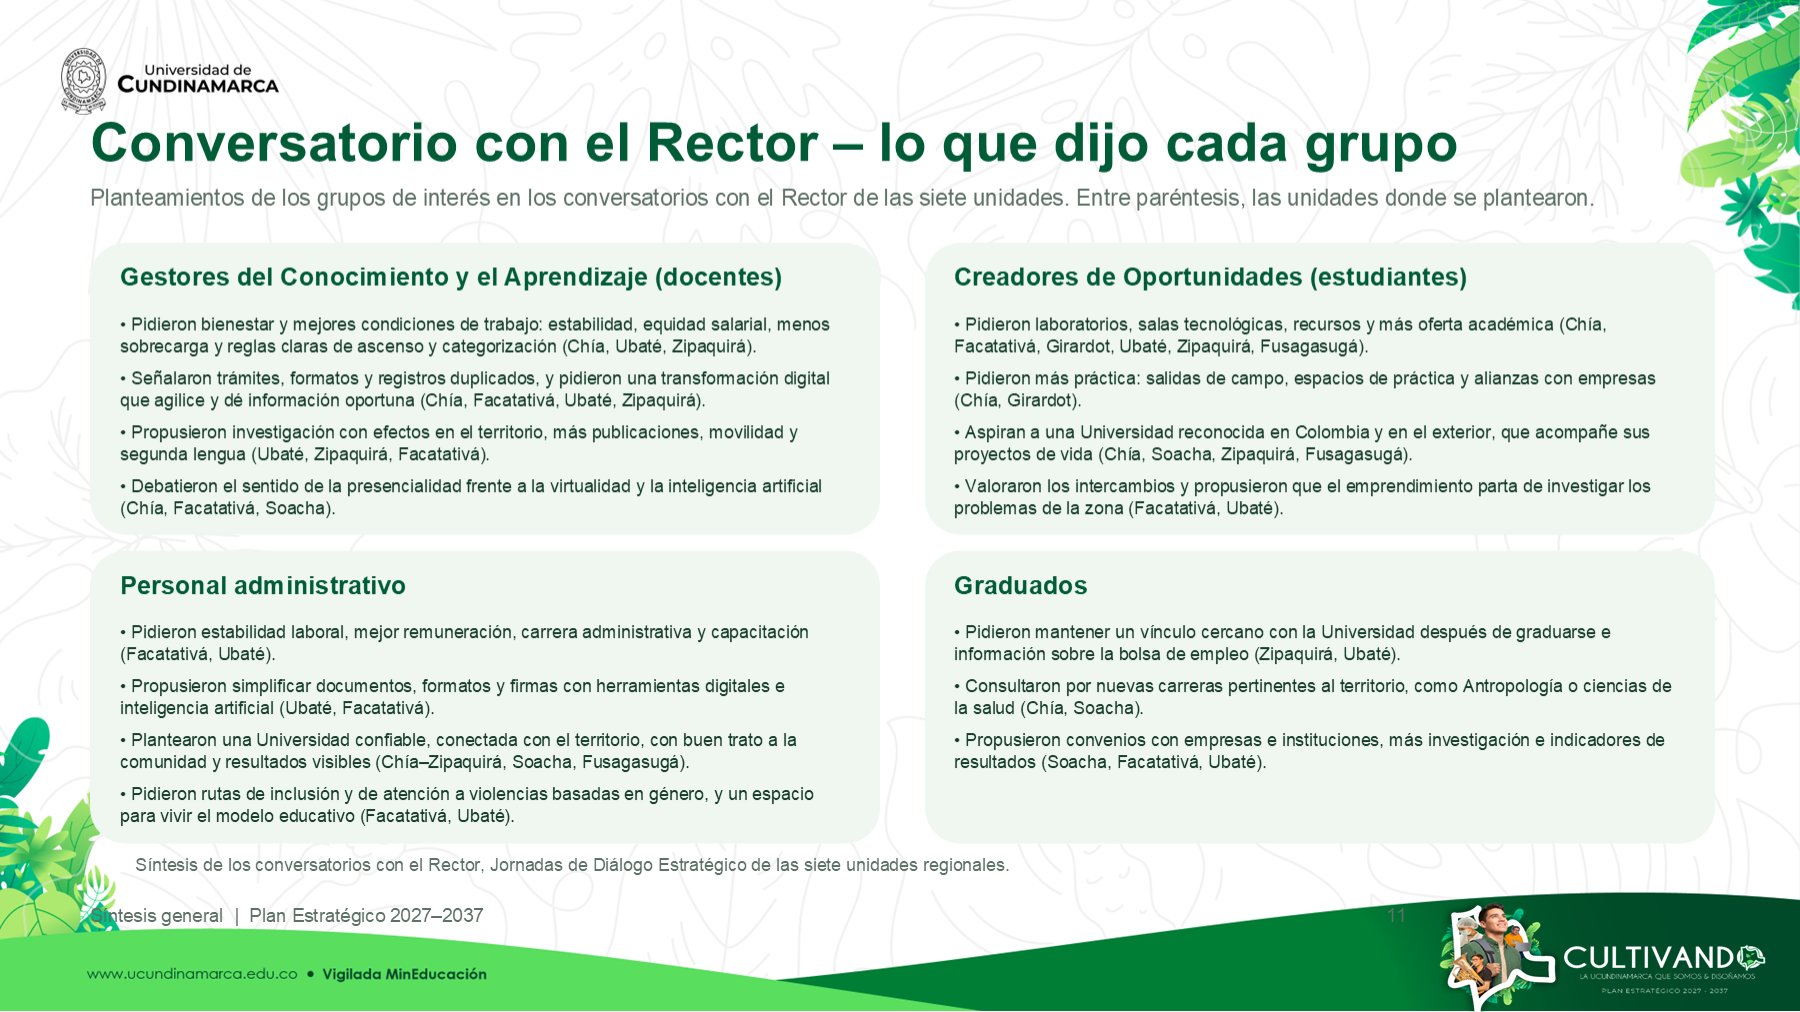 Universidad de
CUNDINAMARCA
Conversatorio con el Rector – lo que dijo cada grupo
Planteamientos de los grupos de interés en los conversatorios con el Rector de las siete unidades. Entre paréntesis, las unidades donde se plantearon.
Gestores del Conocimiento y el Aprendizaje (docentes)
• Pidieron bienestar y mejores condiciones de trabajo: estabilidad, equidad salarial, menos
sobrecarga y reglas claras de ascenso y categorización (Chía, Ubaté, Zipaquirá).
• Señalaron trámites, formatos y registros duplicados, y pidieron una transformación digital
que agilice y dé información oportuna (Chía, Facatativá, Ubaté, Zipaquirá).
• Propusieron investigación con efectos en el territorio, más publicaciones, movilidad y
segunda lengua (Ubaté, Zipaquirá, Facatativá).
• Debatieron el sentido de la presencialidad frente a la virtualidad y la inteligencia artificial
(Chía, Facatativá, Soacha).
Creadores de Oportunidades (estudiantes)
• Pidieron laboratorios, salas tecnológicas, recursos y más oferta académica (Chía,
Facatativá, Girardot, Ubaté, Zipaquirá, Fusagasugá).
• Pidieron más práctica: salidas de campo, espacios de práctica y alianzas con empresas
(Chía, Girardot).
• Aspiran a una Universidad reconocida en Colombia y en el exterior, que acompañe sus
proyectos de vida (Chía, Soacha, Zipaquirá, Fusagasugá).
• Valoraron los intercambios y propusieron que el emprendimiento parta de investigar los
problemas de la zona (Facatativá, Ubaté).
Personal administrativo
• Pidieron estabilidad laboral, mejor remuneración, carrera administrativa y capacitación
(Facatativá, Ubaté).
• Propusieron simplificar documentos, formatos y firmas con herramientas digitales e
inteligencia artificial (Ubaté, Facatativá).
• Plantearon una Universidad confiable, conectada con el territorio, con buen trato a la
comunidad y resultados visibles (Chía–Zipaquirá, Soacha, Fusagasugá).
• Pidieron rutas de inclusión y de atención a violencias basadas en género, y un espacio
para vivir el modelo educativo (Facatativá, Ubaté).
Graduados
• Pidieron mantener un vínculo cercano con la Universidad después de graduarse e
información sobre la bolsa de empleo (Zipaquirá, Ubaté).
• Consultaron por nuevas carreras pertinentes al territorio, como Antropología o ciencias de
la salud (Chía, Soacha).
• Propusieron convenios con empresas e instituciones, más investigación e indicadores de
resultados (Soacha, Facatativá, Ubaté).
Síntesis de los conversatorios con el Rector, Jornadas de Diálogo Estratégico de las siete unidades regionales.
Síntesis general | Plan Estratégico 2027–2037
11
www.ucundinamarca.edu.co • Vigilada MinEducación
CULTIVANDO
LA UCUNDINAMARCA QUE SOMOS & DISOÑAMOS
PLAN ESTRATÉGICO 2027 - 2037